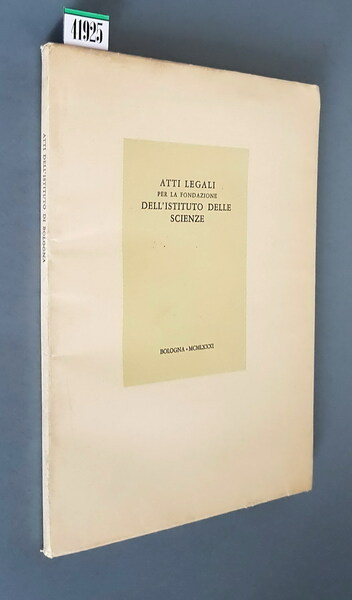 41925
ATTI DELL'ISTITUTO DI BOLOGNA
ATTI LEGALI
PER LA FONDAZIONE
DELL'ISTITUTO DELLE
SCIENZE
BOLOGNA • MCMLXXXI